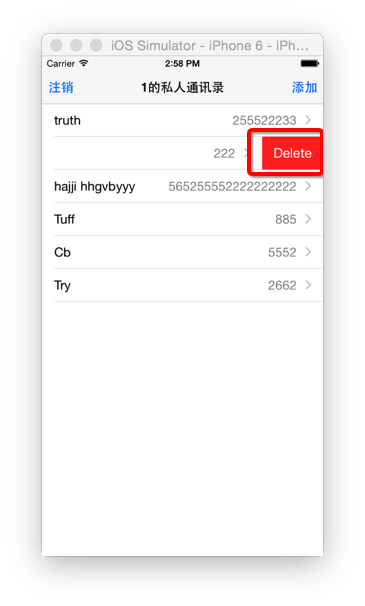 iOS Simulator - iPhone 6 - iPh...
Carrier 2:58 PM
注销 1的私人通讯录 添加
truth 255522233
222 Delete
hajji hhgvbyyy 565255552222222222
Tuff 885
Cb 5552
Try 2662